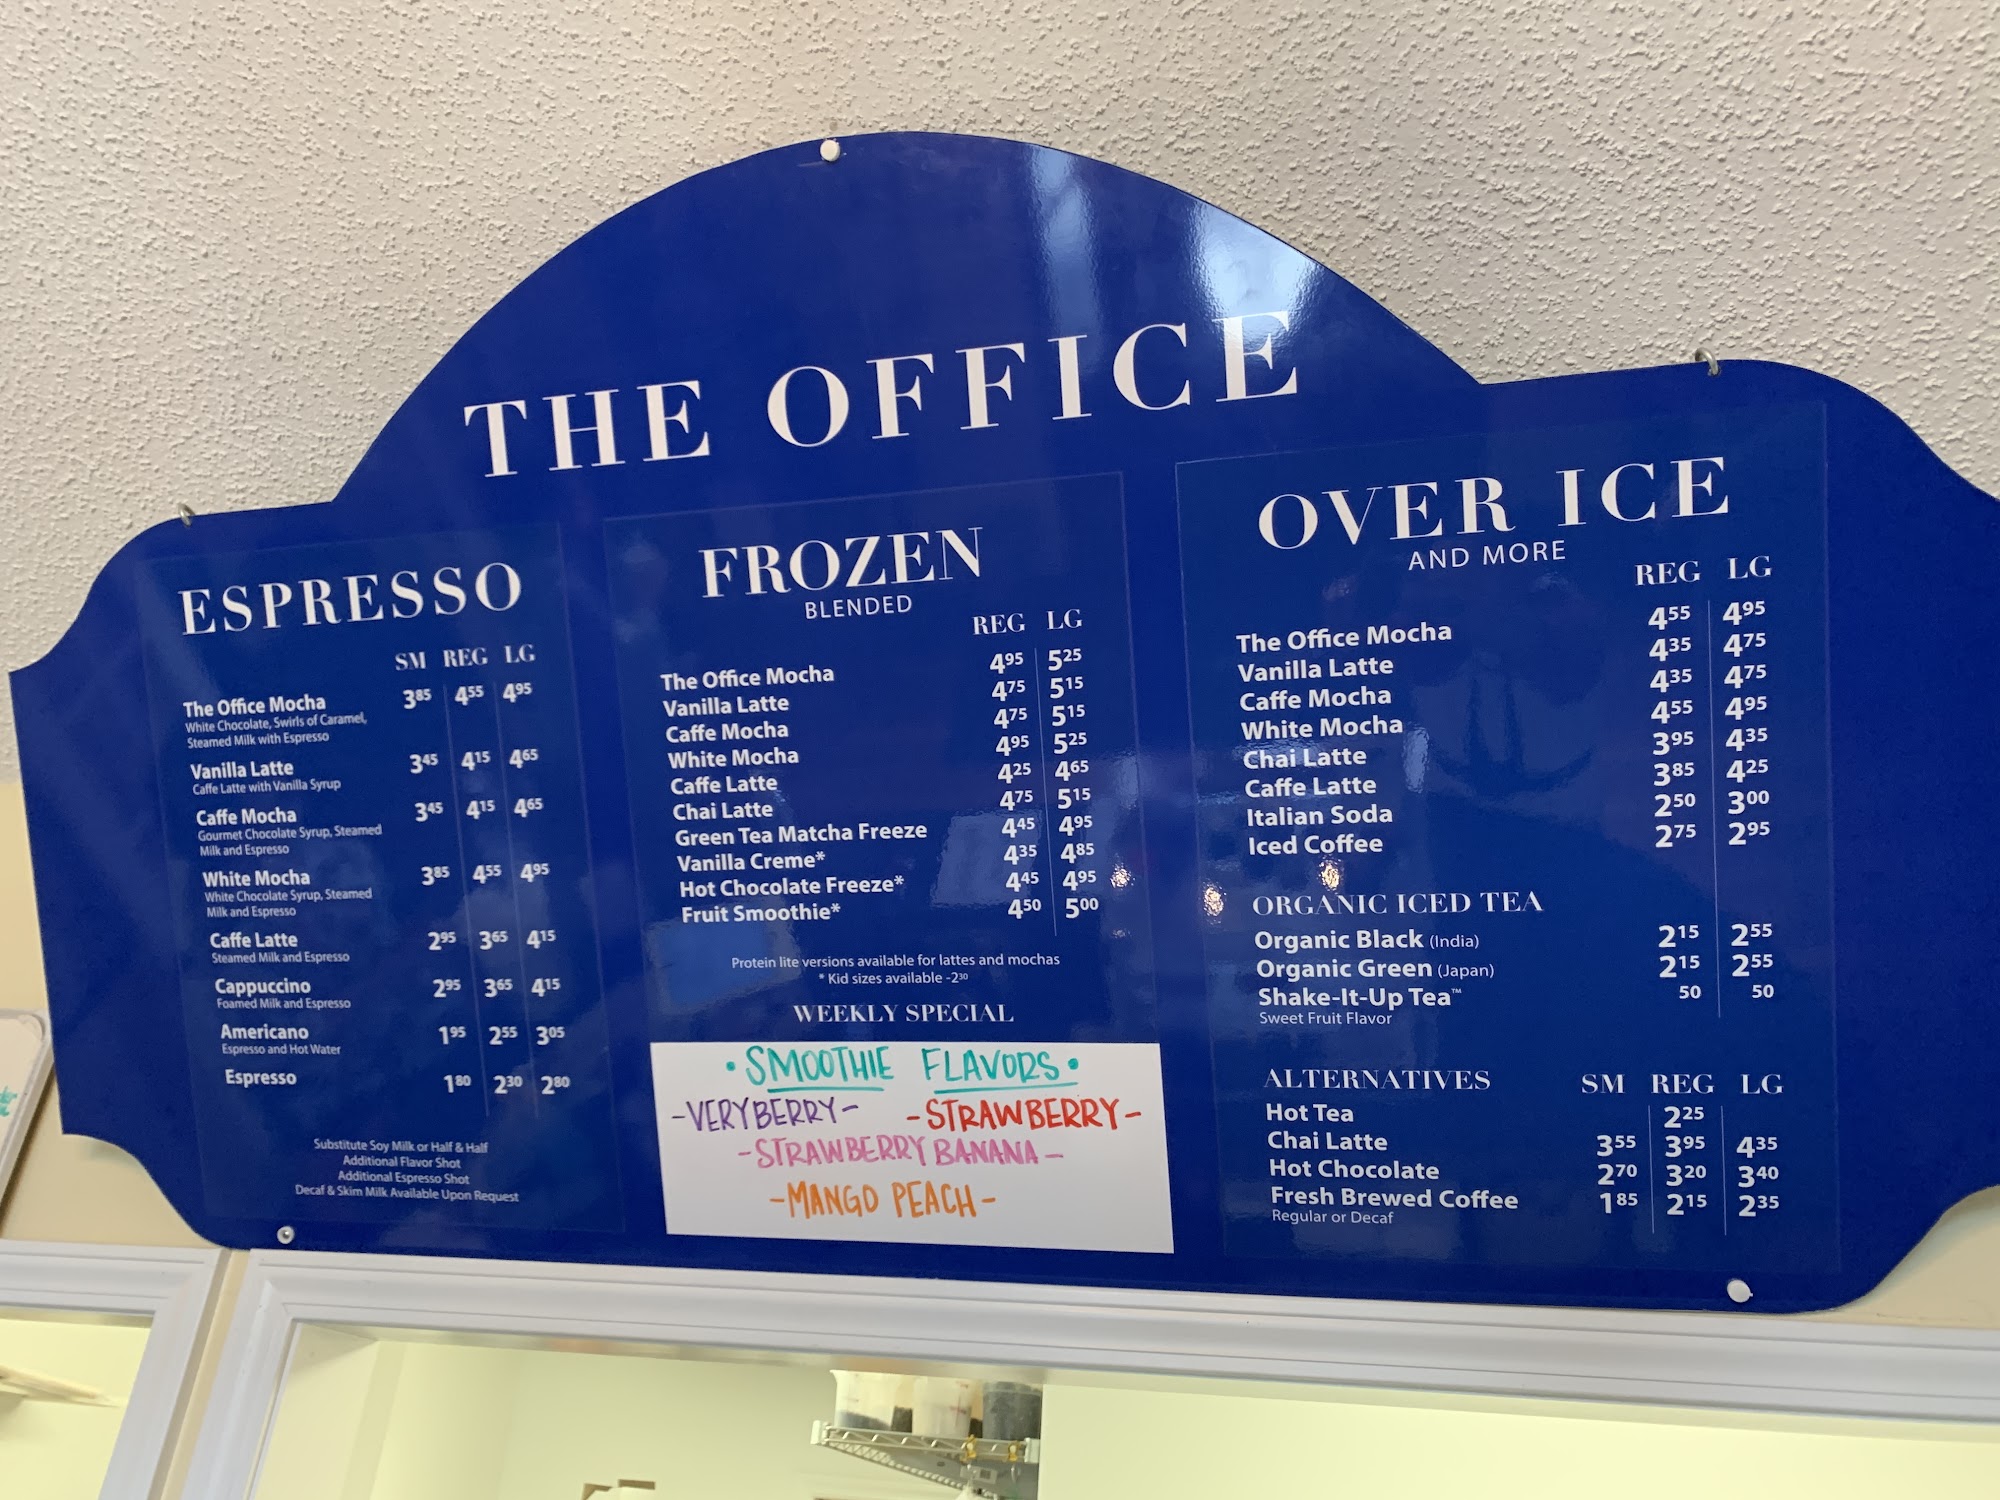 THE OFFICE
ESPRESSO
SM REG LG
The Office Mocha 3⁸⁵ 4⁵⁵ 4⁹⁵
White Chocolate, Swirls of Caramel,
Steamed Milk with Espresso
Vanilla Latte 3⁴⁵ 4¹⁵ 4⁶⁵
Caffe Latte with Vanilla Syrup
Caffe Mocha 3⁴⁵ 4¹⁵ 4⁶⁵
Gourmet Chocolate Syrup, Steamed
Milk and Espresso
White Mocha 3⁸⁵ 4⁵⁵ 4⁹⁵
White Chocolate Syrup, Steamed
Milk and Espresso
Caffe Latte 2⁹⁵ 3⁶⁵ 4¹⁵
Steamed Milk and Espresso
Cappuccino 2⁹⁵ 3⁶⁵ 4¹⁵
Foamed Milk and Espresso
Americano 1⁹⁵ 2⁵⁵ 3⁰⁵
Espresso and Hot Water
Espresso 1⁸⁰ 2³⁰ 2⁸⁰
Substitute Soy Milk or Half & Half
Additional Flavor Shot
Additional Espresso Shot
Decaf & Skim Milk Available Upon Request
FROZEN
BLENDED
REG LG
The Office Mocha 4⁹⁵ 5²⁵
Vanilla Latte 4⁷⁵ 5¹⁵
Caffe Mocha 4⁷⁵ 5¹⁵
White Mocha 4⁹⁵ 5²⁵
Caffe Latte 4²⁵ 4⁶⁵
Chai Latte 4⁷⁵ 5¹⁵
Green Tea Matcha Freeze 4⁴⁵ 4⁹⁵
Vanilla Creme* 4³⁵ 4⁸⁵
Hot Chocolate Freeze* 4⁴⁵ 4⁹⁵
Fruit Smoothie* 4⁵⁰ 5⁰⁰
Protein lite versions available for lattes and mochas
* Kid sizes available -2³⁰
WEEKLY SPECIAL
• SMOOTHIE FLAVORS •
-VERYBERRY- -STRAWBERRY-
-STRAWBERRY BANANA-
-MANGO PEACH-
OVER ICE
AND MORE
REG LG
The Office Mocha 4⁵⁵ 4⁹⁵
Vanilla Latte 4³⁵ 4⁷⁵
Caffe Mocha 4³⁵ 4⁷⁵
White Mocha 4⁵⁵ 4⁹⁵
Chai Latte 3⁹⁵ 4³⁵
Caffe Latte 3⁸⁵ 4²⁵
Italian Soda 2⁵⁰ 3⁰⁰
Iced Coffee 2⁷⁵ 2⁹⁵
ORGANIC ICED TEA
Organic Black (India) 2¹⁵ 2⁵⁵
Organic Green (Japan) 2¹⁵ 2⁵⁵
Shake-It-Up Tea™ 50 50
Sweet Fruit Flavor
ALTERNATIVES SM REG LG
Hot Tea 2²⁵
Chai Latte 3⁵⁵ 3⁹⁵ 4³⁵
Hot Chocolate 2⁷⁰ 3²⁰ 3⁴⁰
Fresh Brewed Coffee 1⁸⁵ 2¹⁵ 2³⁵
Regular or Decaf